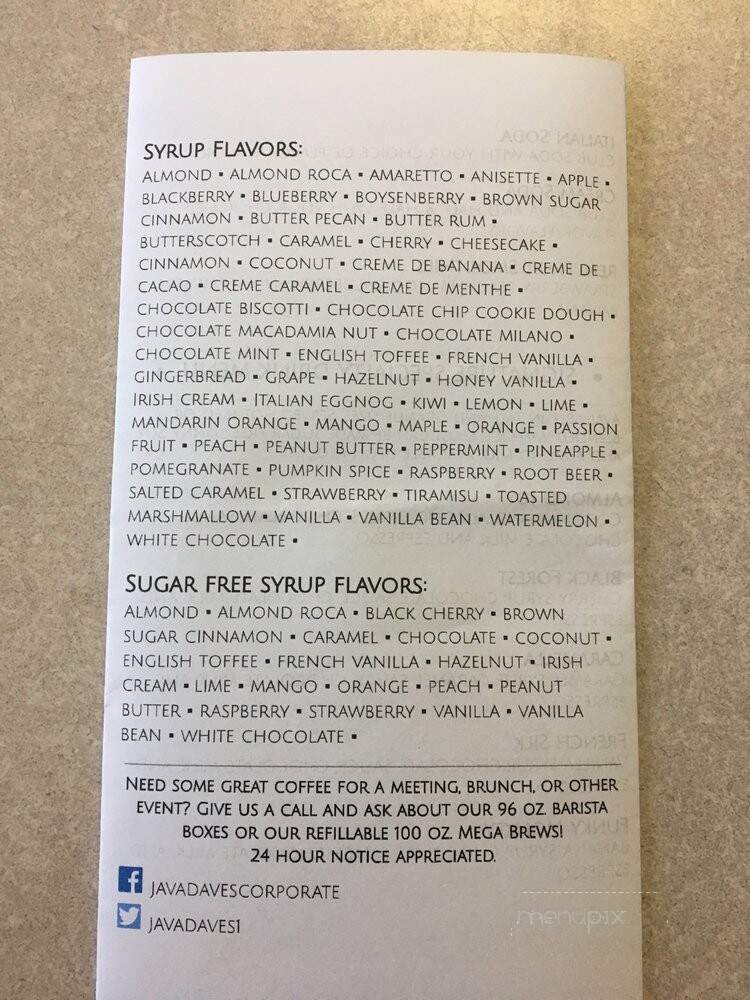 SYRUP FLAVORS:
ALMOND ▪ ALMOND ROCA ▪ AMARETTO ▪ ANISETTE ▪ APPLE ▪
BLACKBERRY ▪ BLUEBERRY ▪ BOYSENBERRY ▪ BROWN SUGAR
CINNAMON ▪ BUTTER PECAN ▪ BUTTER RUM ▪
BUTTERSCOTCH ▪ CARAMEL ▪ CHERRY ▪ CHEESECAKE ▪
CINNAMON ▪ COCONUT ▪ CREME DE BANANA ▪ CREME DE
CACAO ▪ CREME CARAMEL ▪ CREME DE MENTHE ▪
CHOCOLATE BISCOTTI ▪ CHOCOLATE CHIP COOKIE DOUGH ▪
CHOCOLATE MACADAMIA NUT ▪ CHOCOLATE MILANO ▪
CHOCOLATE MINT ▪ ENGLISH TOFFEE ▪ FRENCH VANILLA ▪
GINGERBREAD ▪ GRAPE ▪ HAZELNUT ▪ HONEY VANILLA ▪
IRISH CREAM ▪ ITALIAN EGGNOG ▪ KIWI ▪ LEMON ▪ LIME ▪
MANDARIN ORANGE ▪ MANGO ▪ MAPLE ▪ ORANGE ▪ PASSION
FRUIT ▪ PEACH ▪ PEANUT BUTTER ▪ PEPPERMINT ▪ PINEAPPLE ▪
POMEGRANATE ▪ PUMPKIN SPICE ▪ RASPBERRY ▪ ROOT BEER ▪
SALTED CARAMEL ▪ STRAWBERRY ▪ TIRAMISU ▪ TOASTED
MARSHMALLOW ▪ VANILLA ▪ VANILLA BEAN ▪ WATERMELON ▪
WHITE CHOCOLATE ▪
SUGAR FREE SYRUP FLAVORS:
ALMOND ▪ ALMOND ROCA ▪ BLACK CHERRY ▪ BROWN
SUGAR CINNAMON ▪ CARAMEL ▪ CHOCOLATE ▪ COCONUT ▪
ENGLISH TOFFEE ▪ FRENCH VANILLA ▪ HAZELNUT ▪ IRISH
CREAM ▪ LIME ▪ MANGO ▪ ORANGE ▪ PEACH ▪ PEANUT
BUTTER ▪ RASPBERRY ▪ STRAWBERRY ▪ VANILLA ▪ VANILLA
BEAN ▪ WHITE CHOCOLATE ▪
NEED SOME GREAT COFFEE FOR A MEETING, BRUNCH, OR OTHER
EVENT? GIVE US A CALL AND ASK ABOUT OUR 96 OZ. BARISTA
BOXES OR OUR REFILLABLE 100 OZ. MEGA BREWS!
24 HOUR NOTICE APPRECIATED.
JAVADAVESCORPORATE
JAVADAVES1
menupix